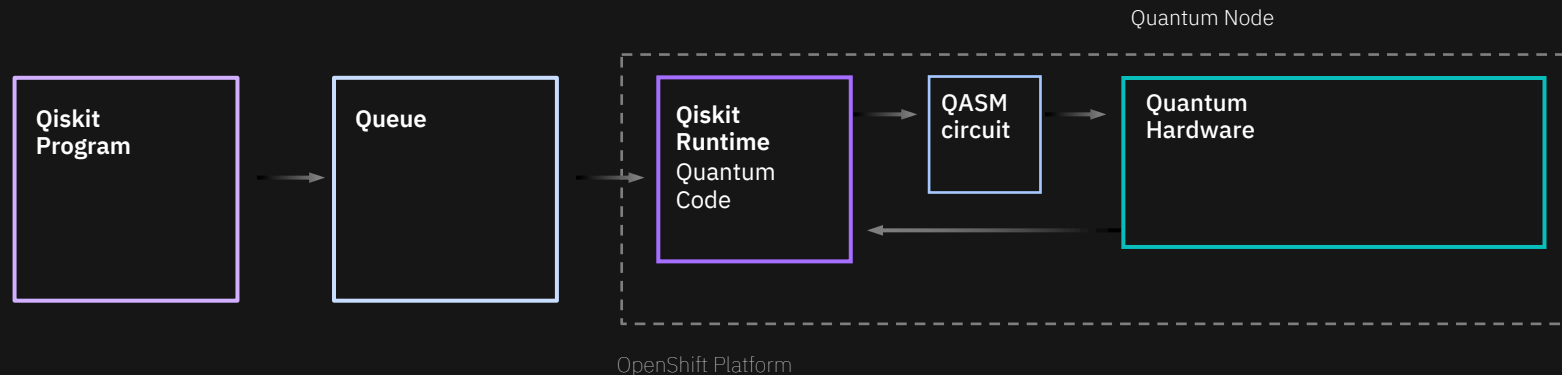 Quantum Node
Qiskit
Program
Queue
Qiskit
Runtime
Quantum
Code
QASM
circuit
Quantum
Hardware
OpenShift Platform